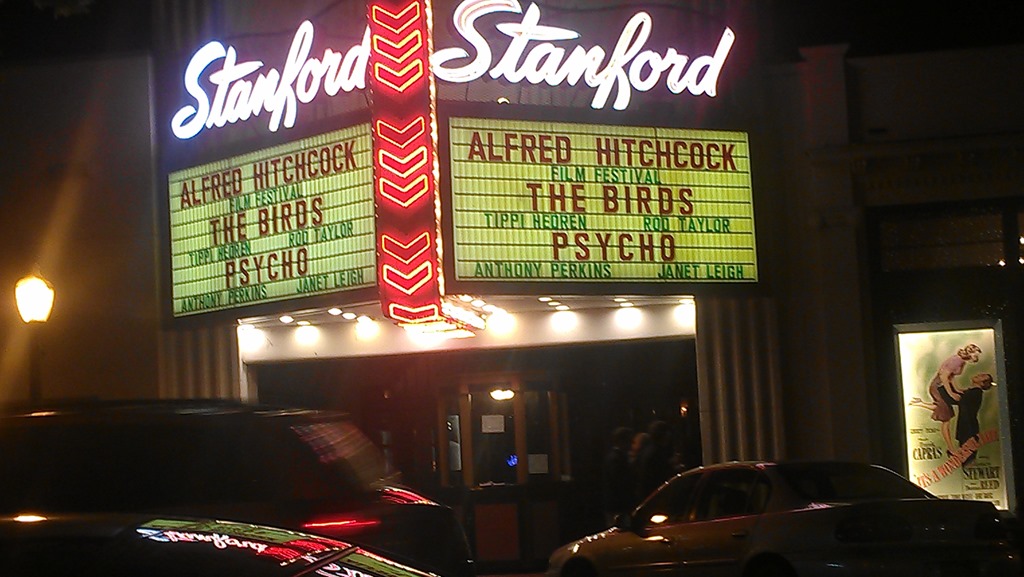 Stanford
ALFRED HITCHCOCK
FILM FESTIVAL
THE BIRDS
TIPPI HEDREN ROD TAYLOR
PSYCHO
ANTHONY PERKINS JANET LEIGH
Stanford
ALFRED HITCHCOCK
FILM FESTIVAL
THE BIRDS
TIPPI HEDREN ROD TAYLOR
PSYCHO
ANTHONY PERKINS JANET LEIGH
CAPRA'S
IT'S A WONDERFUL LIFE
STEWART
REED